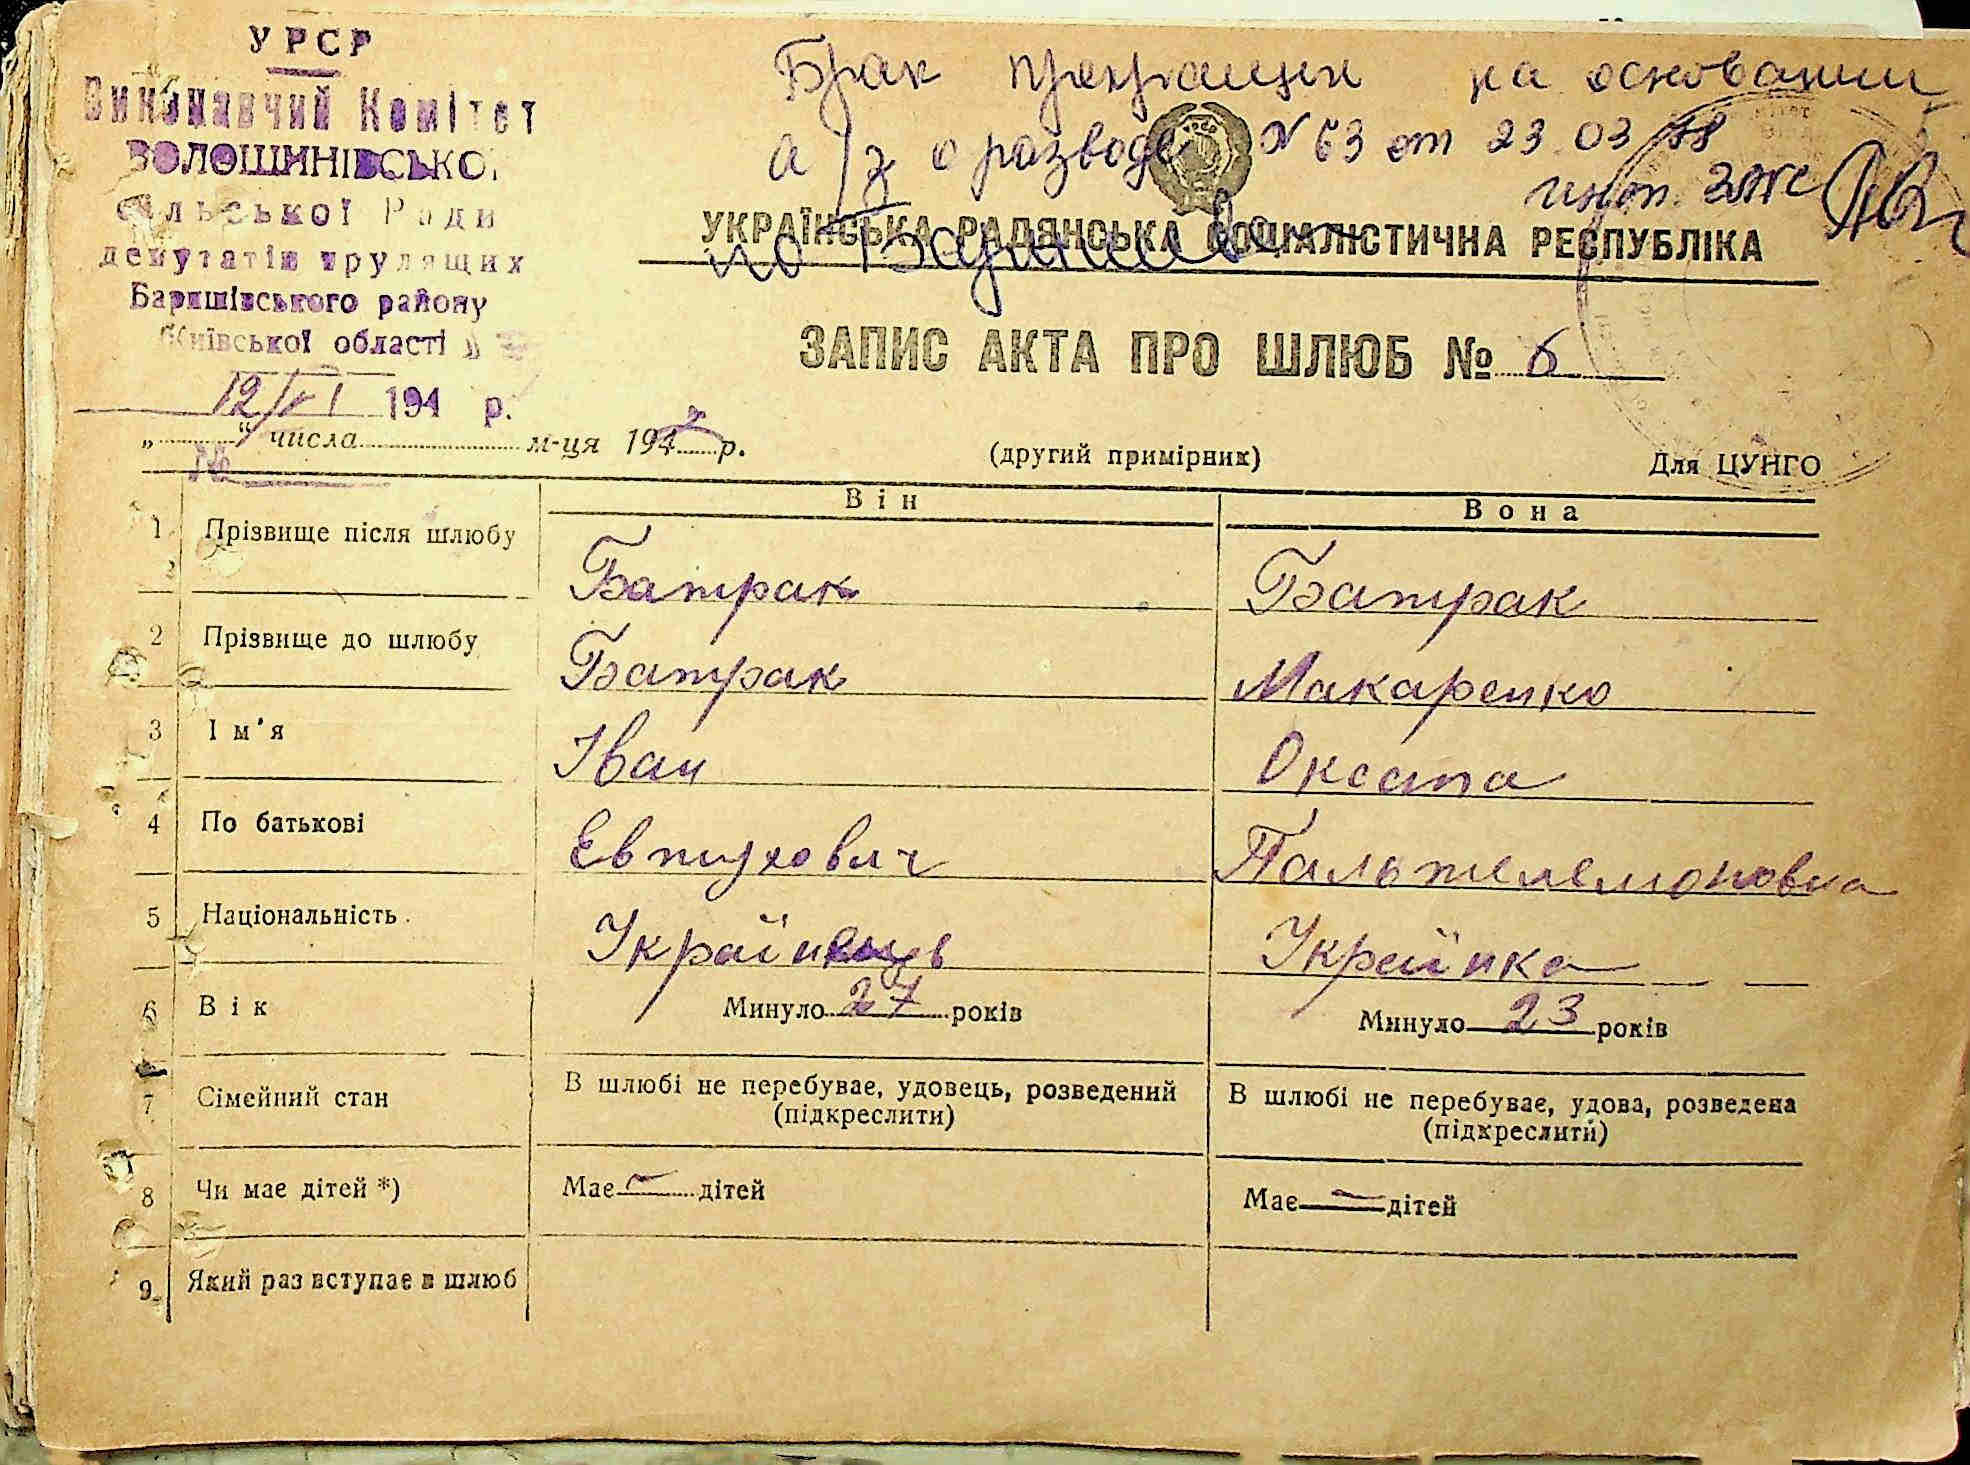 УРСР
Виконавчий Комітет
ВОЛОШИНІВСЬКОЇ
сільської Ради
депутатів трудящих
Баришівського району
Київської області
12/VI 194 р.
№
Брак прекращен на основании
а/з о разводе N 63 от 23.03
УКРАЇНСЬКА РАДЯНСЬКА СОЦІАЛІСТИЧНА РЕСПУБЛІКА
ЗАПИС АКТА ПРО ШЛЮБ № 6
„ “ числа м-ця 194 р.
(другий примірник)
Для ЦУНГО
Він Вона
1 Прізвище після шлюбу Батрак Батрак
2 Прізвище до шлюбу Батрак Макаренко
3 Ім'я Іван Оксана
4 По батькові Евтухович Пальтелемоновна
5 Національність Українець Українка
6 Вік Минуло 27 років Минуло 23 років
7 Сімейний стан В шлюбі не перебуває, удовець, розведений В шлюбі не перебуває, удова, розведена
(підкреслити) (підкреслити)
8 Чи має дітей *) Має — дітей Має — дітей
9 Який раз вступає в шлюб